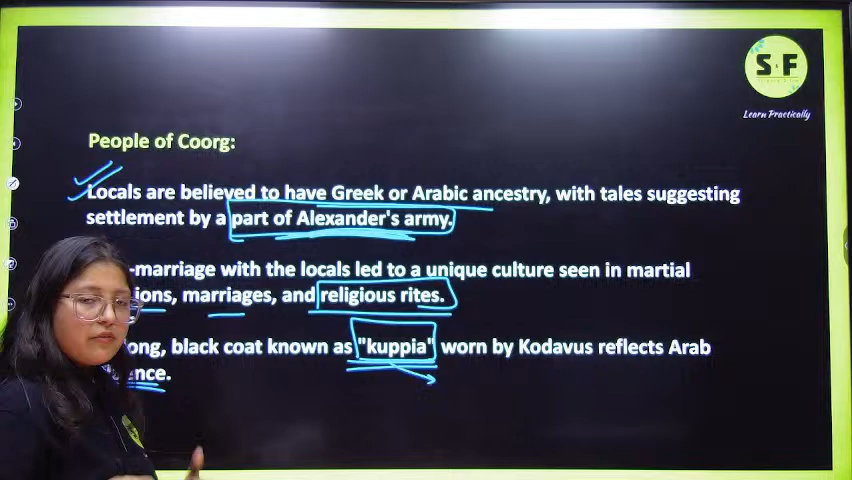 S F
Learn Practically
People of Coorg:
Locals are believed to have Greek or Arabic ancestry, with tales suggesting
settlement by a part of Alexander's army.
-marriage with the locals led to a unique culture seen in martial
ions, marriages, and religious rites.
ong, black coat known as "kuppia" worn by Kodavus reflects Arab
ence.